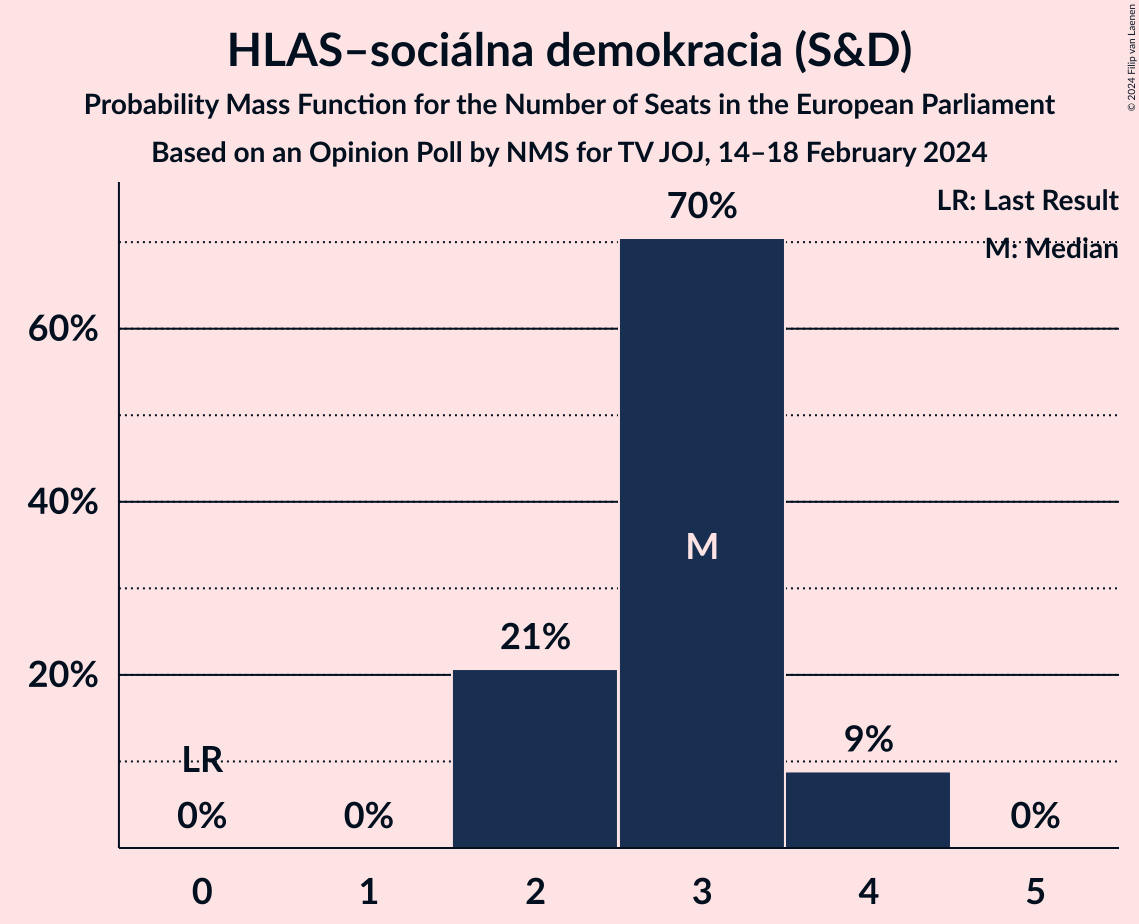 HLAS–sociálna demokracia (S&D)
Probability Mass Function for the Number of Seats in the European Parliament
Based on an Opinion Poll by NMS for TV JOJ, 14–18 February 2024
© 2024 Filip van Laenen
LR: Last Result
M: Median
70%
60%
40%
M
21%
20%
9%
LR
0%
0%
0%
0 1 2 3 4 5